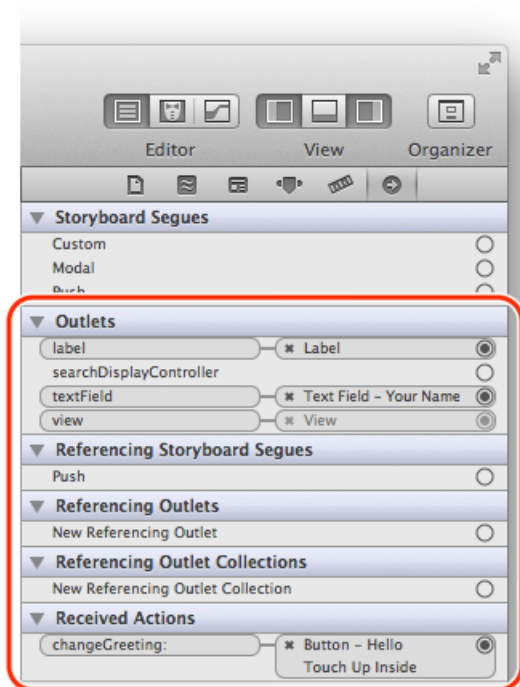 Editor View Organizer
Storyboard Segues
Custom
Modal
Push
Outlets
label Label
searchDisplayController
textField Text Field – Your Name
view View
Referencing Storyboard Segues
Push
Referencing Outlets
New Referencing Outlet
Referencing Outlet Collections
New Referencing Outlet Collection
Received Actions
changeGreeting: Button – Hello
Touch Up Inside